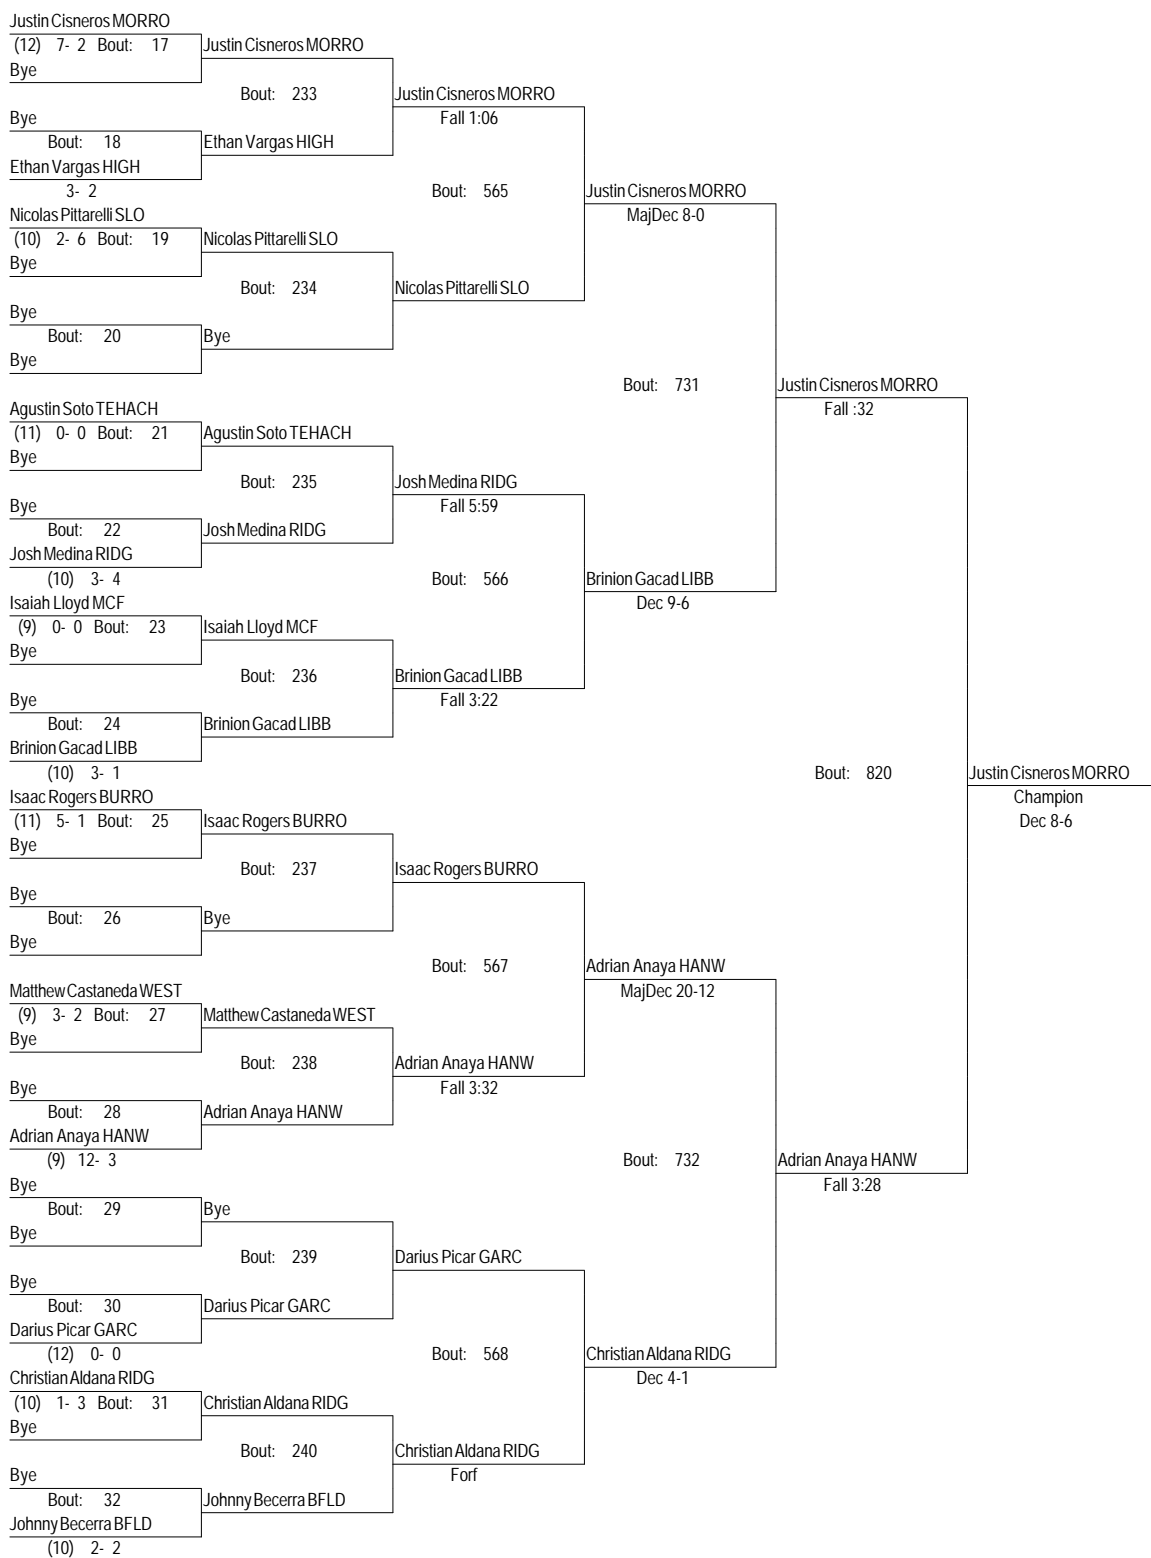 Justin Cisneros MORRO
(12) 7- 2 Bout: 17 Justin Cisneros MORRO
Bye
Bout: 233 Justin Cisneros MORRO
Bye Fall 1:06
Bout: 18 Ethan Vargas HIGH
Ethan Vargas HIGH
3- 2 Bout: 565 Justin Cisneros MORRO
Nicolas Pittarelli SLO MajDec 8-0
(10) 2- 6 Bout: 19 Nicolas Pittarelli SLO
Bye
Bout: 234 Nicolas Pittarelli SLO
Bye
Bout: 20 Bye
Bye
Bout: 731 Justin Cisneros MORRO
Agustin Soto TEHACH Fall :32
(11) 0- 0 Bout: 21 Agustin Soto TEHACH
Bye
Bout: 235 Josh Medina RIDG
Bye Fall 5:59
Bout: 22 Josh Medina RIDG
Josh Medina RIDG
(10) 3- 4 Bout: 566 Brinion Gacad LIBB
Isaiah Lloyd MCF Dec 9-6
(9) 0- 0 Bout: 23 Isaiah Lloyd MCF
Bye
Bout: 236 Brinion Gacad LIBB
Bye Fall 3:22
Bout: 24 Brinion Gacad LIBB
Brinion Gacad LIBB
(10) 3- 1 Bout: 820 Justin Cisneros MORRO
Isaac Rogers BURRO Champion
(11) 5- 1 Bout: 25 Isaac Rogers BURRO Dec 8-6
Bye
Bout: 237 Isaac Rogers BURRO
Bye
Bout: 26 Bye
Bye
Bout: 567 Adrian Anaya HANW
Matthew Castaneda WEST MajDec 20-12
(9) 3- 2 Bout: 27 Matthew Castaneda WEST
Bye
Bout: 238 Adrian Anaya HANW
Bye Fall 3:32
Bout: 28 Adrian Anaya HANW
Adrian Anaya HANW
(9) 12- 3 Bout: 732 Adrian Anaya HANW
Bye Fall 3:28
Bout: 29 Bye
Bye
Bout: 239 Darius Picar GARC
Bye
Bout: 30 Darius Picar GARC
Darius Picar GARC
(12) 0- 0 Bout: 568 Christian Aldana RIDG
Christian Aldana RIDG Dec 4-1
(10) 1- 3 Bout: 31 Christian Aldana RIDG
Bye
Bout: 240 Christian Aldana RIDG
Bye Forf
Bout: 32 Johnny Becerra BFLD
Johnny Becerra BFLD
(10) 2- 2